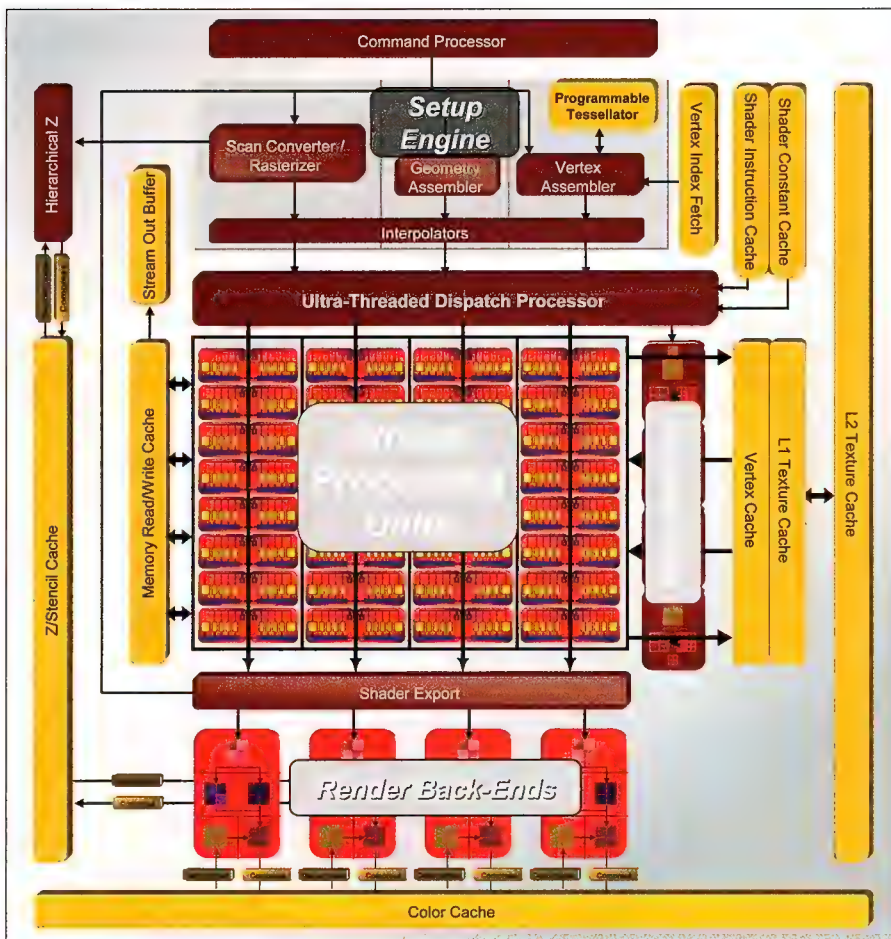 Command Processor
Setup
Engine
Programmable
Tessellator
Hierarchical Z
Scan Converter /
Rasterizer
Geometry
Assembler
Vertex
Assembler
Vertex Index Fetch
Shader Instruction Cache
Shader Constant Cache
Stream Out Buffer
Interpolators
Ultra-Threaded Dispatch Processor
Z/Stencil Cache
Memory Read/Write Cache
Vertex Cache
L1 Texture Cache
L2 Texture Cache
Shader Export
Render Back-Ends
Color Cache